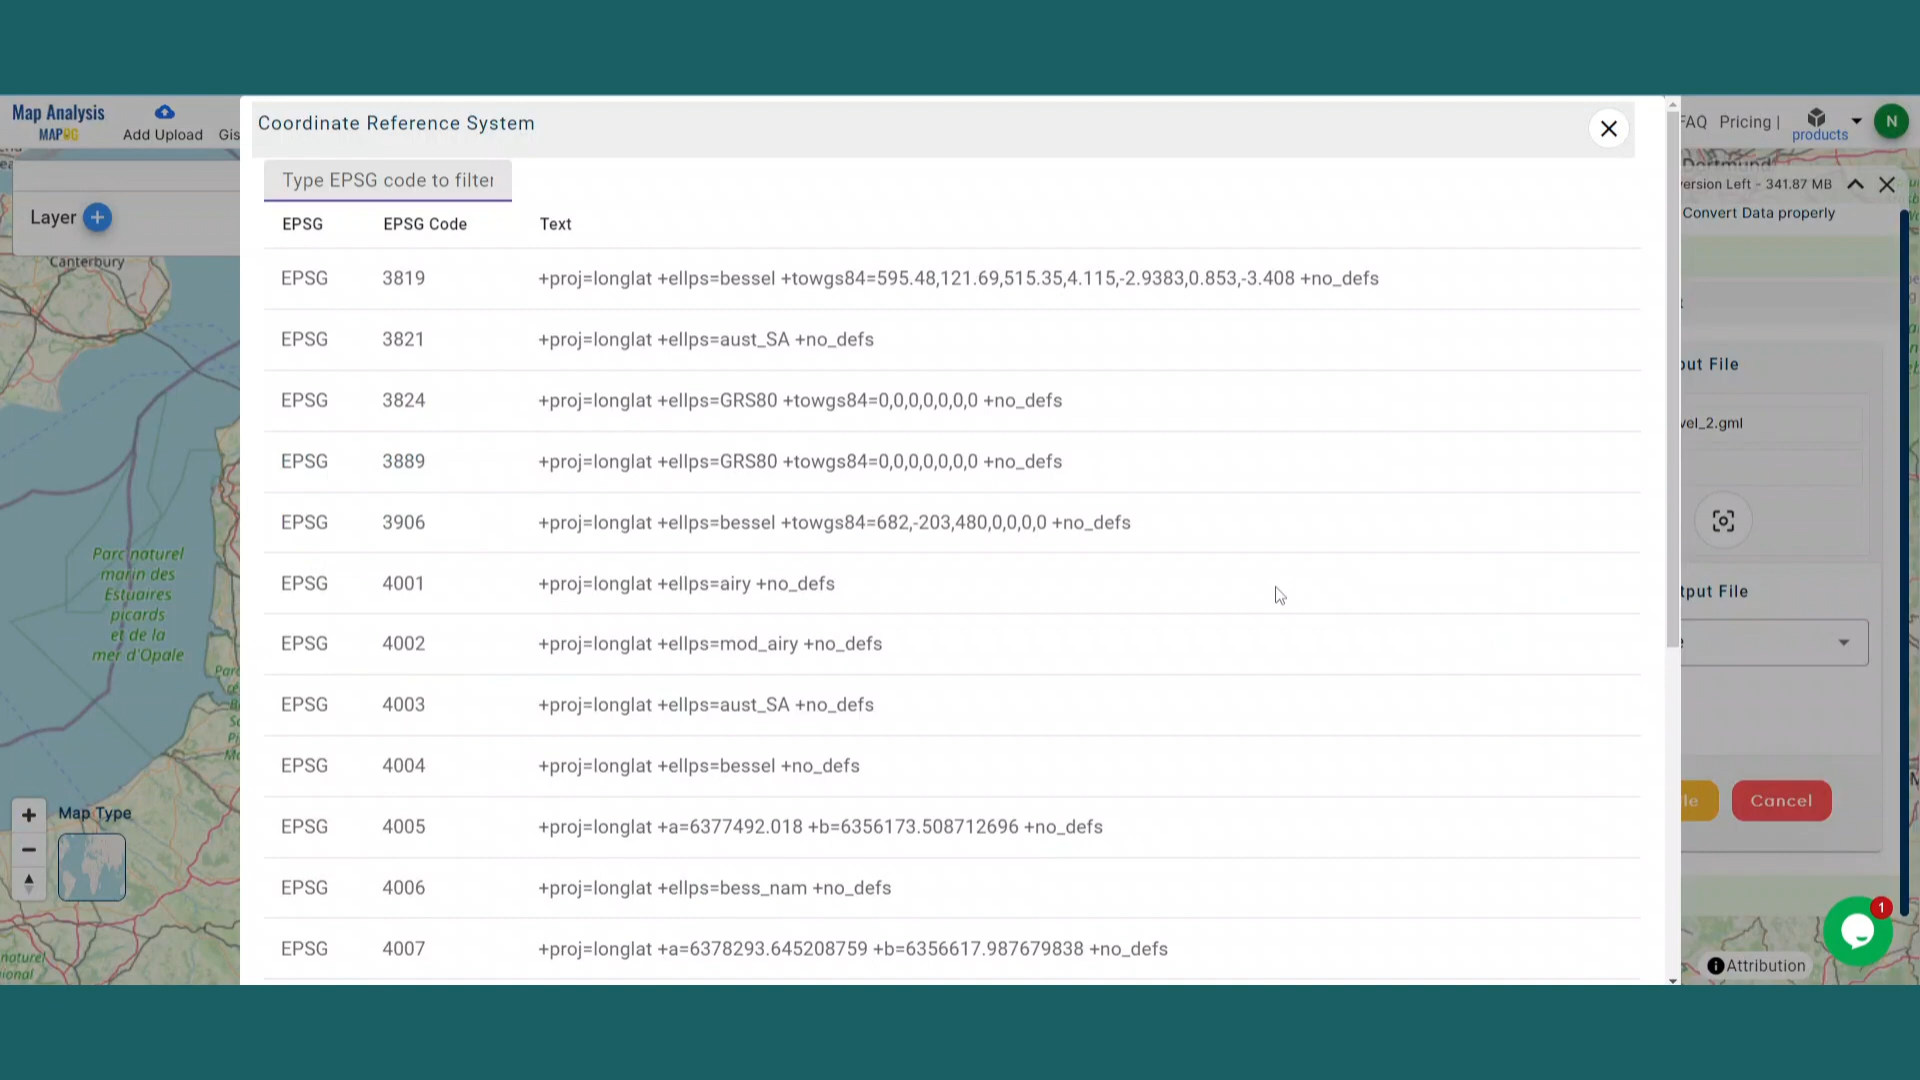 Map Analysis
MAPOG
Add Upload
Gis
Coordinate Reference System
FAQ
Pricing |
products
N
Type EPSG code to filter
Layer +
EPSG EPSG Code Text
EPSG 3819 +proj=longlat +ellps=bessel +towgs84=595.48,121.69,515.35,4.115,-2.9383,0.853,-3.408 +no_defs
EPSG 3821 +proj=longlat +ellps=aust_SA +no_defs
EPSG 3824 +proj=longlat +ellps=GRS80 +towgs84=0,0,0,0,0,0,0 +no_defs
EPSG 3889 +proj=longlat +ellps=GRS80 +towgs84=0,0,0,0,0,0,0 +no_defs
EPSG 3906 +proj=longlat +ellps=bessel +towgs84=682,-203,480,0,0,0,0 +no_defs
EPSG 4001 +proj=longlat +ellps=airy +no_defs
EPSG 4002 +proj=longlat +ellps=mod_airy +no_defs
EPSG 4003 +proj=longlat +ellps=aust_SA +no_defs
EPSG 4004 +proj=longlat +ellps=bessel +no_defs
EPSG 4005 +proj=longlat +a=6377492.018 +b=6356173.508712696 +no_defs
EPSG 4006 +proj=longlat +ellps=bess_nam +no_defs
EPSG 4007 +proj=longlat +a=6378293.645208759 +b=6356617.987679838 +no_defs
Canterbury
Parc naturel
marin des
Estuaires
picards
et de la
mer d'Opale
Map Type
Dortmund
ersion Left - 341.87 MB
Convert Data properly
put File
vel_2.gml
tput File
le
Cancel
1
Attribution